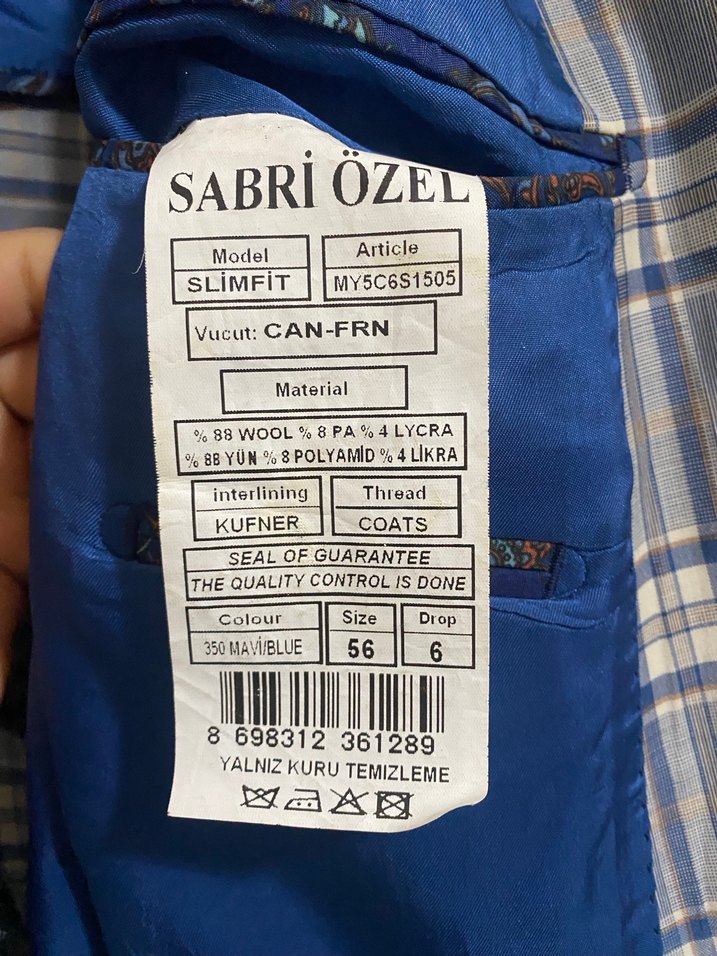 SABRİ ÖZEL
Model
SLİMFİT
Article
MY5C6S1505
Vucut: CAN-FRN
Material
% 88 WOOL % 8 PA % 4 LYCRA
% 88 YÜN % 8 POLYAMİD % 4 LİKRA
interlining
KUFNER
Thread
COATS
SEAL OF GUARANTEE
THE QUALITY CONTROL IS DONE
Colour
350 MAVİ/BLUE
Size
56
Drop
6
8 698312 361289
YALNIZ KURU TEMIZLEME